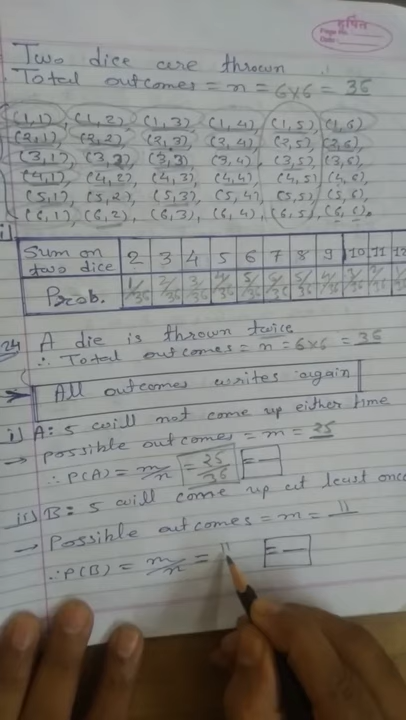 Two dice are thrown
Total outcomes = n = 6x6 = 36
(1,1), (1,2), (1,3), (1,4), (1,5), (1,6)
(2,1), (2,2), (2,3), (2,4), (2,5), (2,6),
(3,1), (3,2), (3,3), (3,4), (3,5), (3,6),
(4,1), (4,2), (4,3), (4,4), (4,5) (4,6),
(5,1), (5,2), (5,3), (5,4), (5,5), (5,6),
(6,1), (6,2), (6,3), (6,4), (6,5), (6,6),
Sum on two dice 2 3 4 5 6 7 8 9 10 11 12
Prob. 1/36 2/36 3/36 4/36 5/36 6/36 5/36 4/36 3/36 2/36
24 A die is thrown twice
∴ Total outcomes = n = 6x6 = 36
All outcomes writes again
i) A: 5 will not come up either time
→ Possible outcomes = m = 25
∴ P(A) = m/n = 25/36 = —
ii) B: 5 will come up at least once
→ Possible outcomes = m = 11
∴ P(B) = m/n = 11 = —